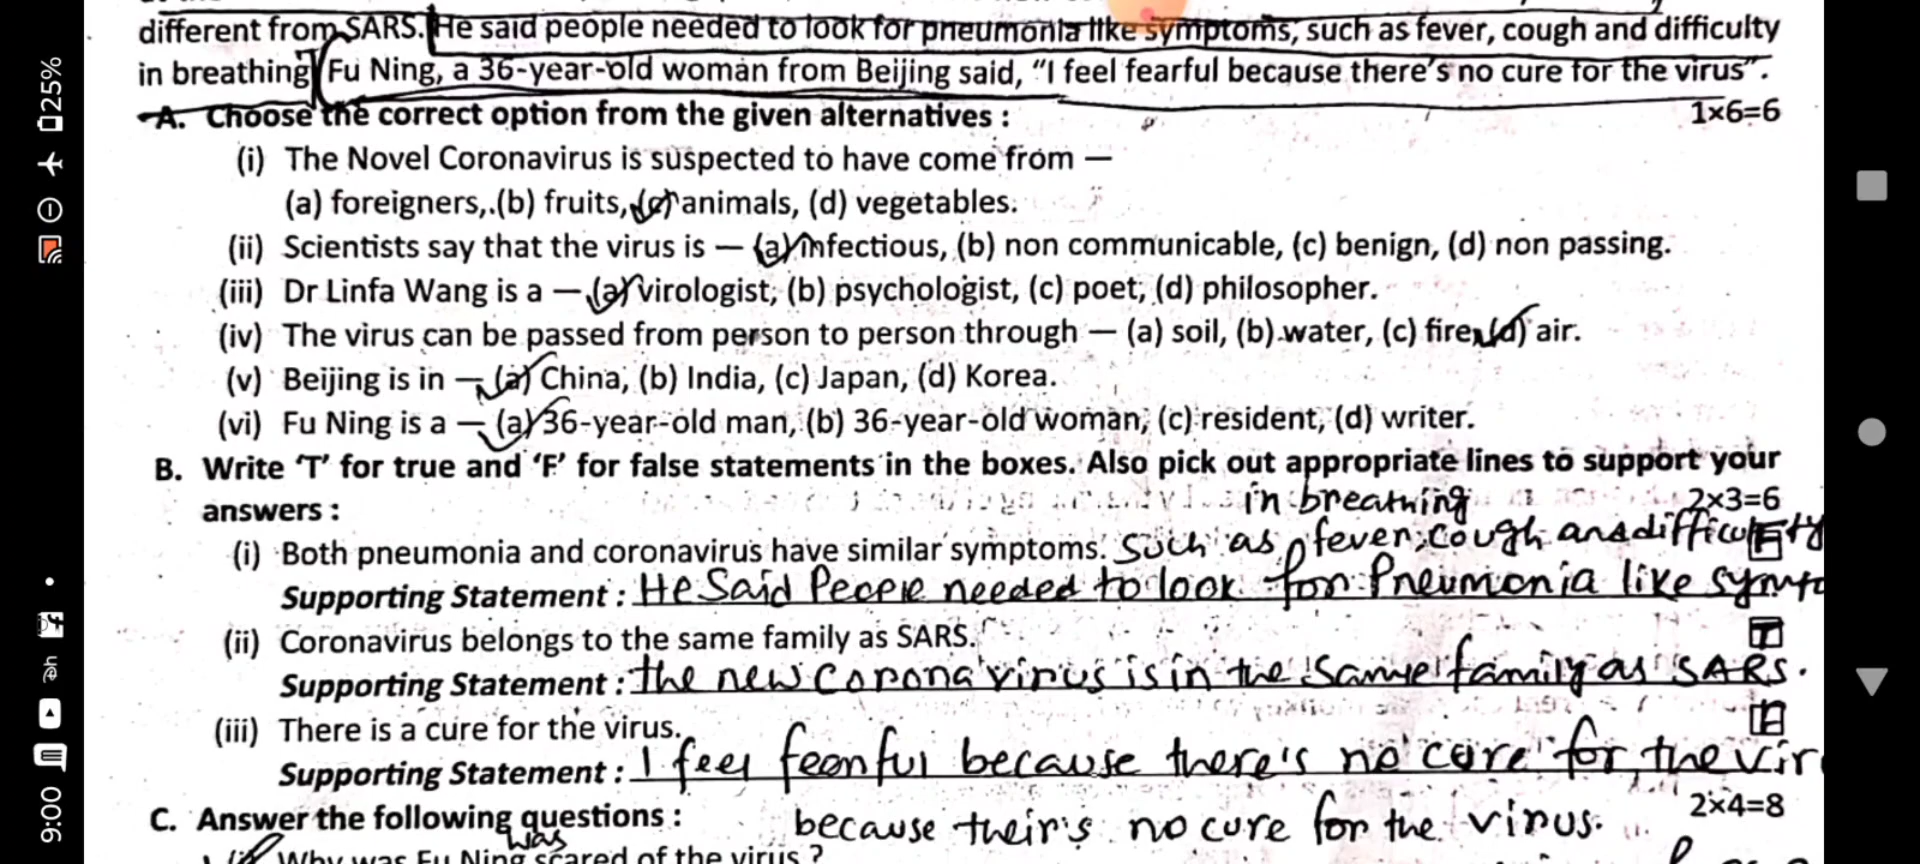 different from SARS. He said people needed to look for pneumonia like symptoms, such as fever, cough and difficulty
in breathing Fu Ning, a 36-year-old woman from Beijing said, “I feel fearful because there's no cure for the virus”.
A. Choose the correct option from the given alternatives : 1×6=6
(i) The Novel Coronavirus is suspected to have come from —
(a) foreigners, (b) fruits, (c) animals, (d) vegetables.
(ii) Scientists say that the virus is — (a) infectious, (b) non communicable, (c) benign, (d) non passing.
(iii) Dr Linfa Wang is a — (a) virologist, (b) psychologist, (c) poet, (d) philosopher.
(iv) The virus can be passed from person to person through — (a) soil, (b) water, (c) fire, (d) air.
(v) Beijing is in — (a) China, (b) India, (c) Japan, (d) Korea.
(vi) Fu Ning is a — (a) 36-year-old man, (b) 36-year-old woman, (c) resident, (d) writer.
B. Write ‘T’ for true and ‘F’ for false statements in the boxes. Also pick out appropriate lines to support your
answers : in breathing 2×3=6
(i) Both pneumonia and coronavirus have similar symptoms. such as fever, cough and difficulty
Supporting Statement : He Said People needed to look for Pneumonia like sympto
(ii) Coronavirus belongs to the same family as SARS. T
Supporting Statement : the new Corona virus is in the same family as SARS.
(iii) There is a cure for the virus. F
Supporting Statement : I feel fearful because there's no cure for the vir
C. Answer the following questions : because their's no cure for the virus. 2×4=8
was
Why was Fu Ning scared of the virus ?
25%
9:00